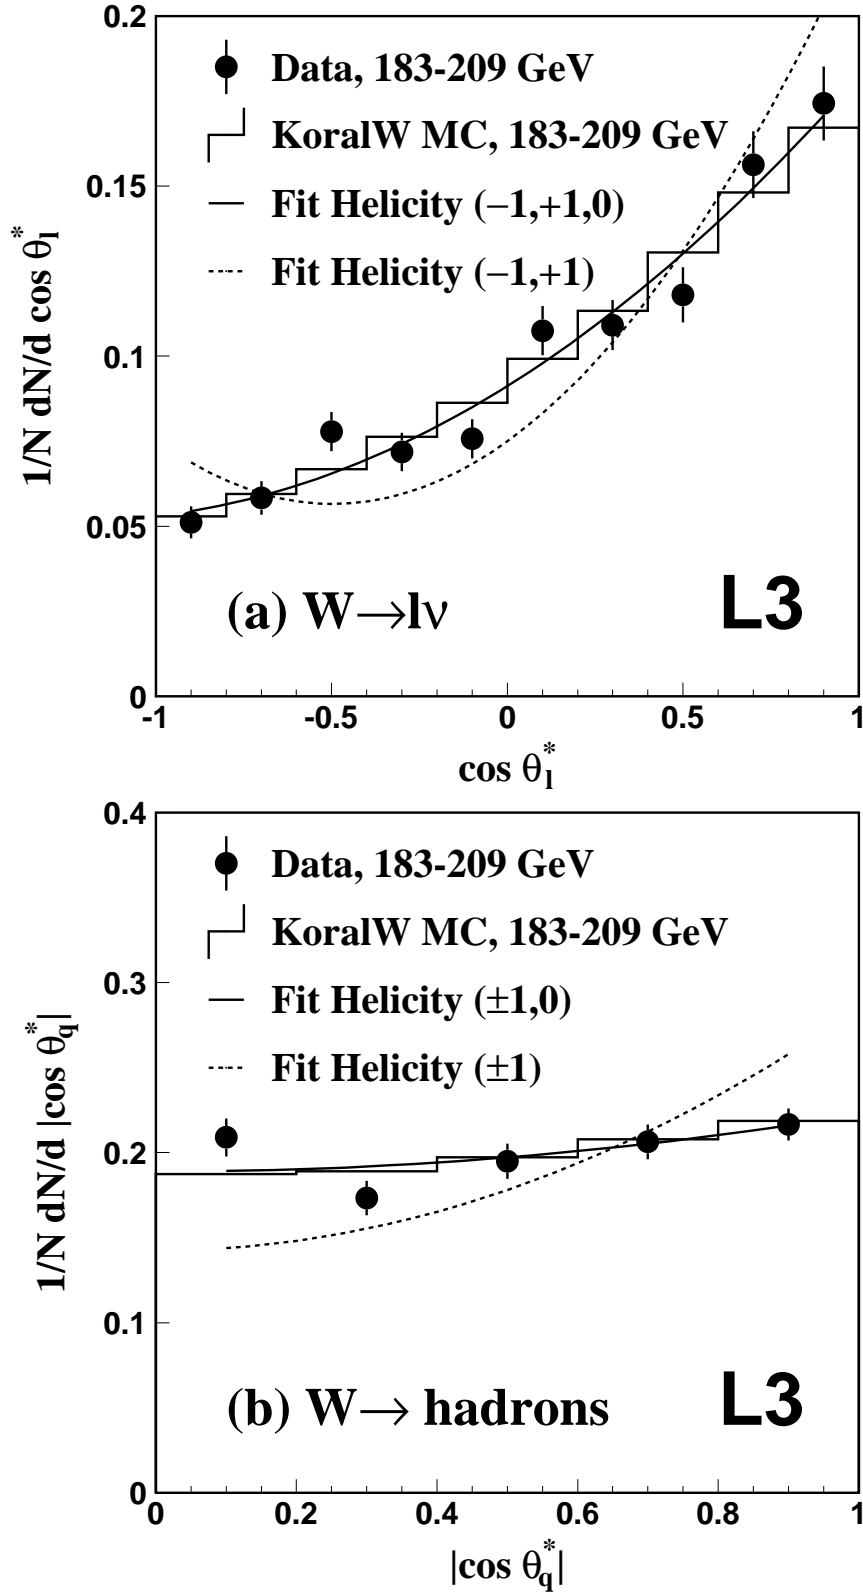 0.2
Data, 183-209 GeV
KoralW MC, 183-209 GeV
0.15
Fit Helicity (−1,+1,0)
Fit Helicity (−1,+1)
1/N dN/d cos θ*l
0.1
0.05
(a) W→lν
L3
0
-1 -0.5 0 0.5 1
cos θ*l
0.4
Data, 183-209 GeV
KoralW MC, 183-209 GeV
0.3
Fit Helicity (±1,0)
Fit Helicity (±1)
1/N dN/d |cos θ*q|
0.2
0.1
(b) W→ hadrons
L3
0
0 0.2 0.4 0.6 0.8 1
|cos θ*q|